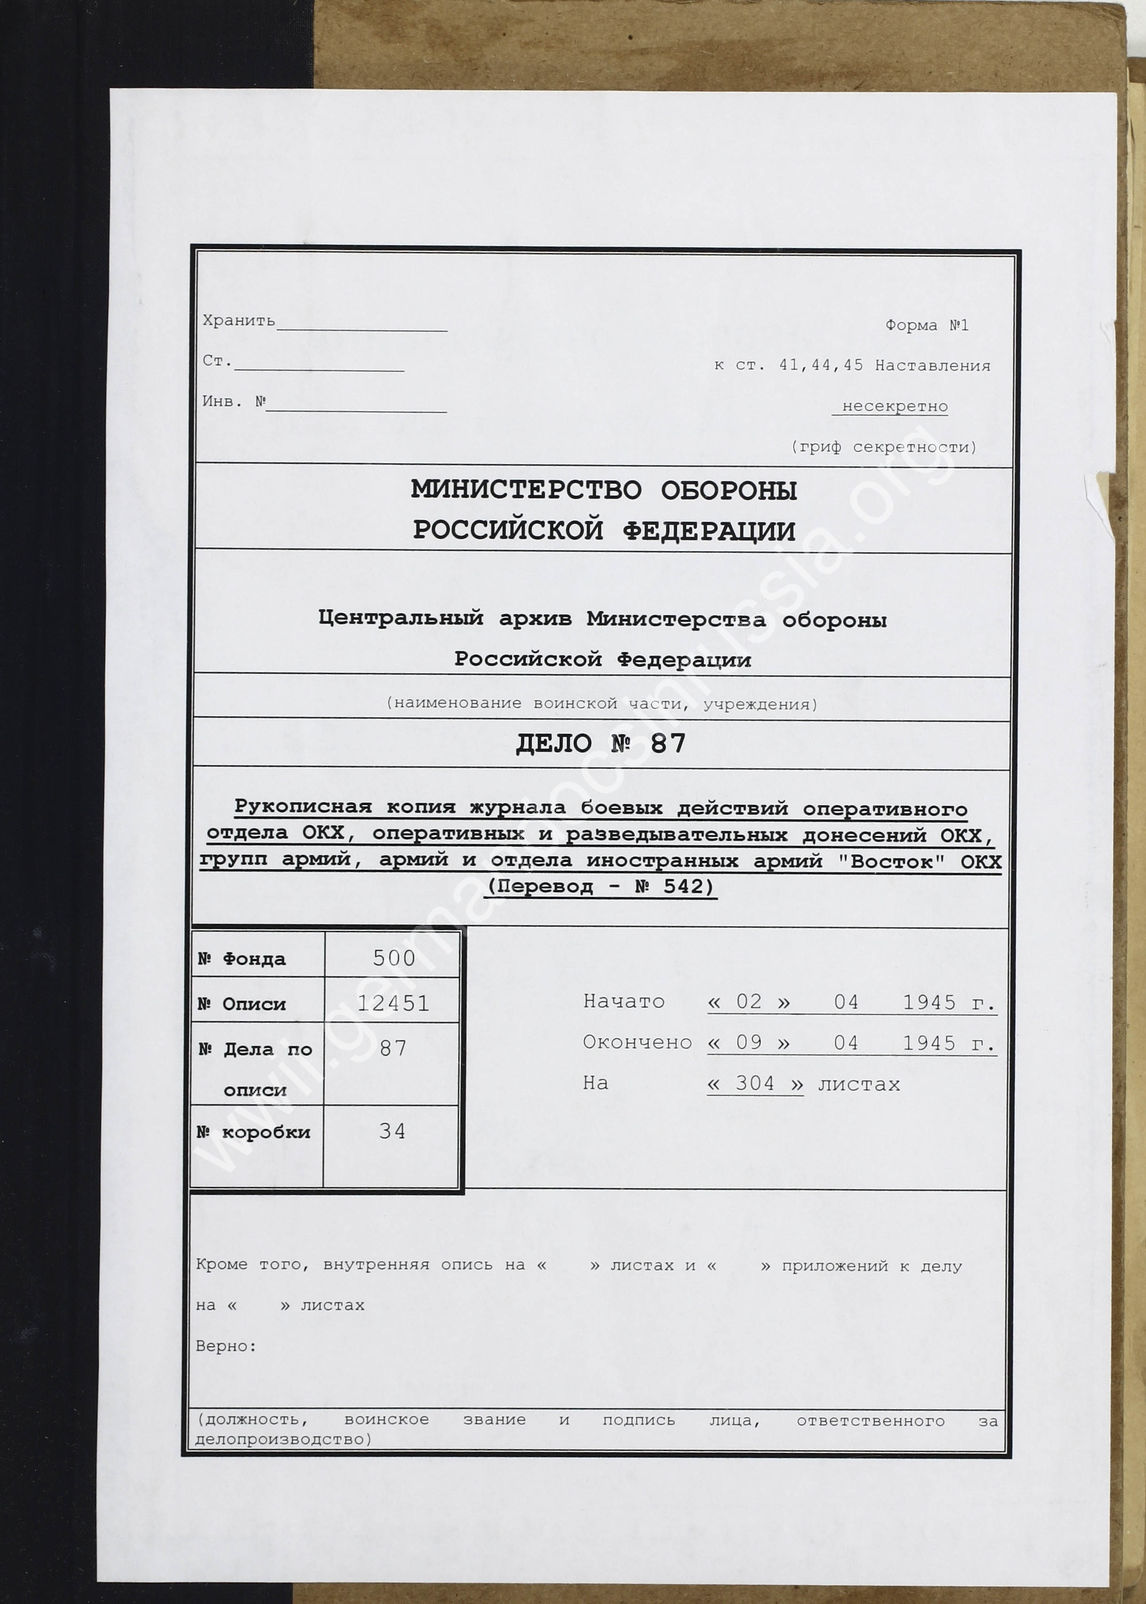 Хранить
Форма №1
Ст.
к ст. 41,44,45 Наставления
Инв. №
несекретно
(гриф секретности)
МИНИСТЕРСТВО ОБОРОНЫ
РОССИЙСКОЙ ФЕДЕРАЦИИ
Центральный архив Министерства обороны
Российской Федерации
(наименование воинской части, учреждения)
ДЕЛО № 87
Рукописная копия журнала боевых действий оперативного
отдела ОКХ, оперативных и разведывательных донесений ОКХ,
групп армий, армий и отдела иностранных армий "Восток" ОКХ
(Перевод - № 542)
№ Фонда 500
№ Описи 12451
№ Дела по 87
описи
№ коробки 34
Начато « 02 » 04 1945 г.
Окончено « 09 » 04 1945 г.
На « 304 » листах
Кроме того, внутренняя опись на « » листах и « » приложений к делу
на « » листах
Верно:
(должность, воинское звание и подпись лица, ответственного за
делопроизводство)
www.germandocsinrussia.org